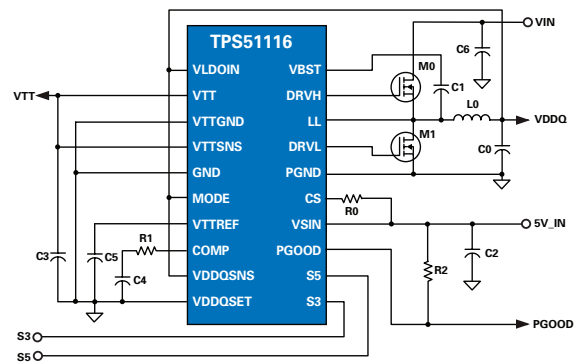 TPS51116
VIN
C6
M0
VLDOIN
VBST
C1
VTT
VTT
DRVH
L0
VTTGND
LL
VDDQ
M1
VTTSNS
DRVL
C0
GND
PGND
MODE
CS
R0
VTTREF
VSIN
5V_IN
R1
C3
C5
COMP
PGOOD
R2
C2
C4
VDDQSNS
S5
VDDQSET
S3
PGOOD
S3
S5